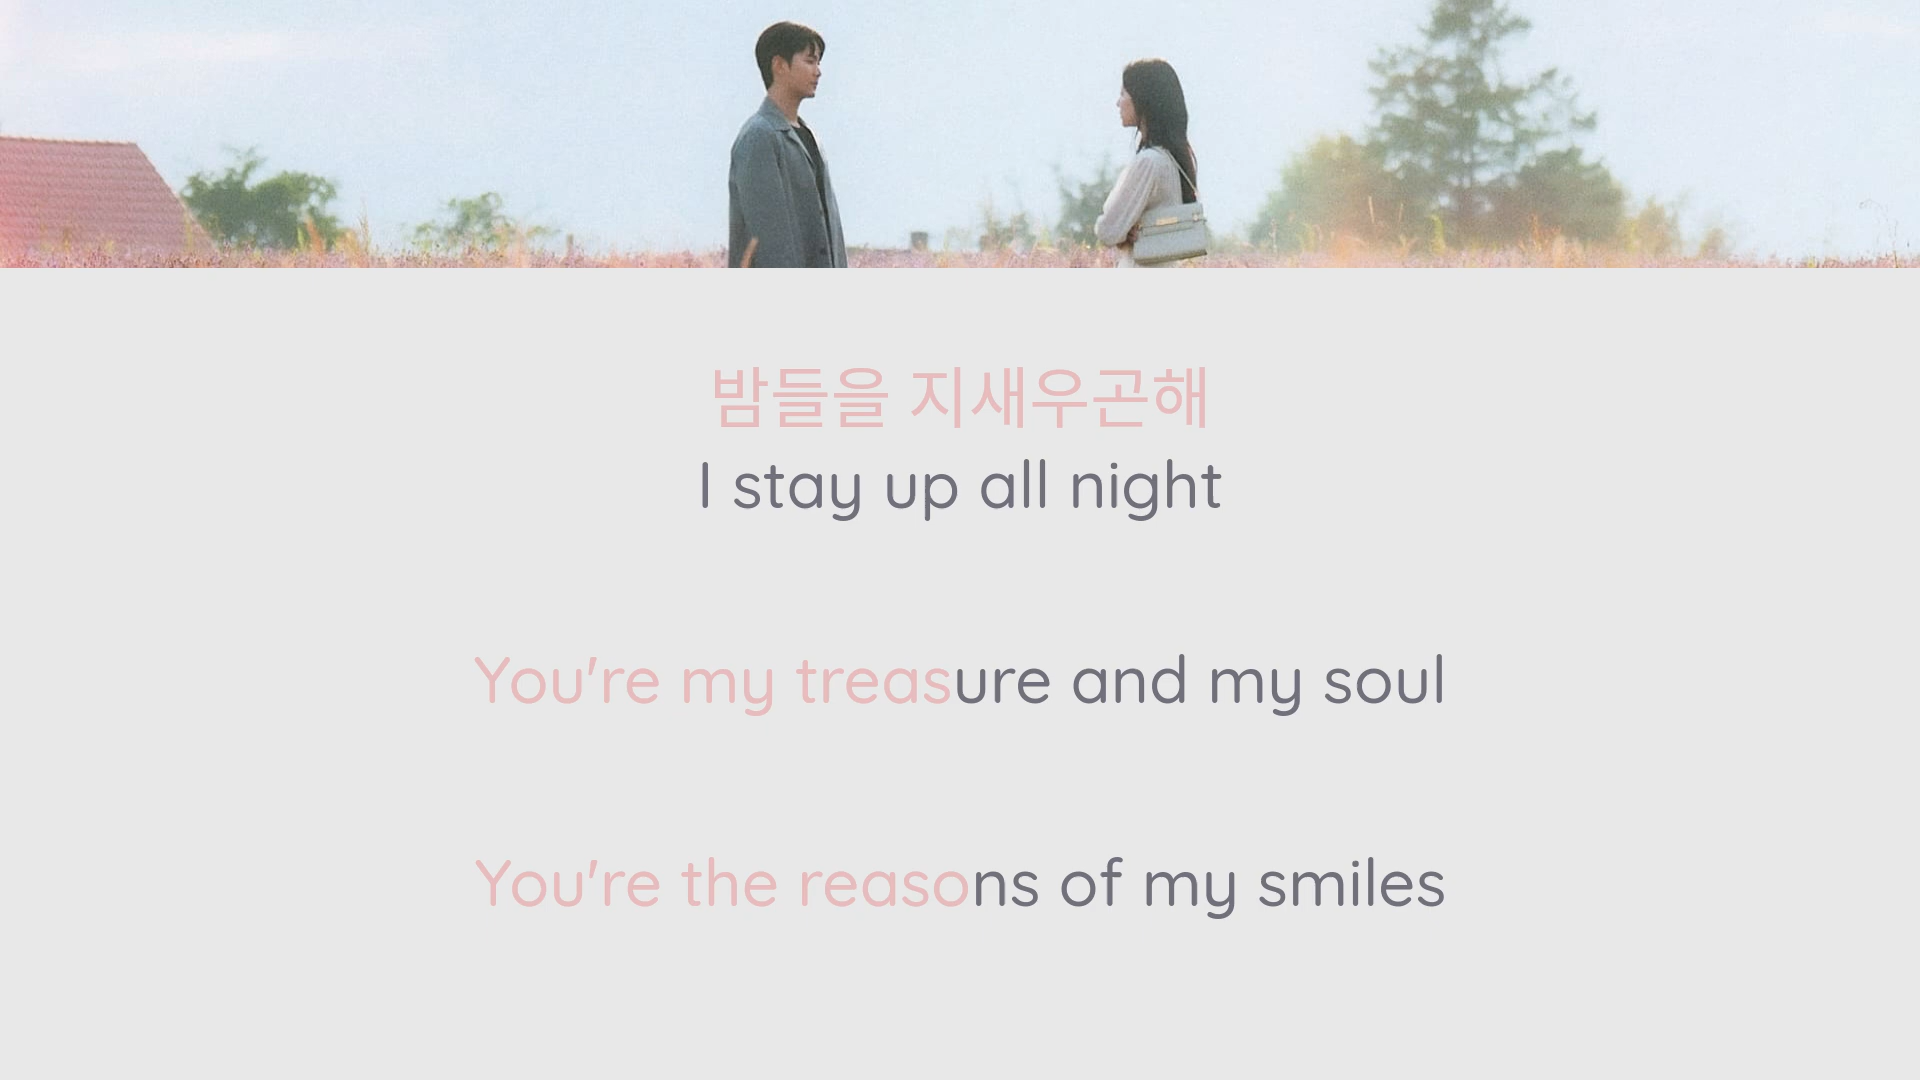 밤들을 지새우곤해
I stay up all night
You're my treasure and my soul
You're the reasons of my smiles